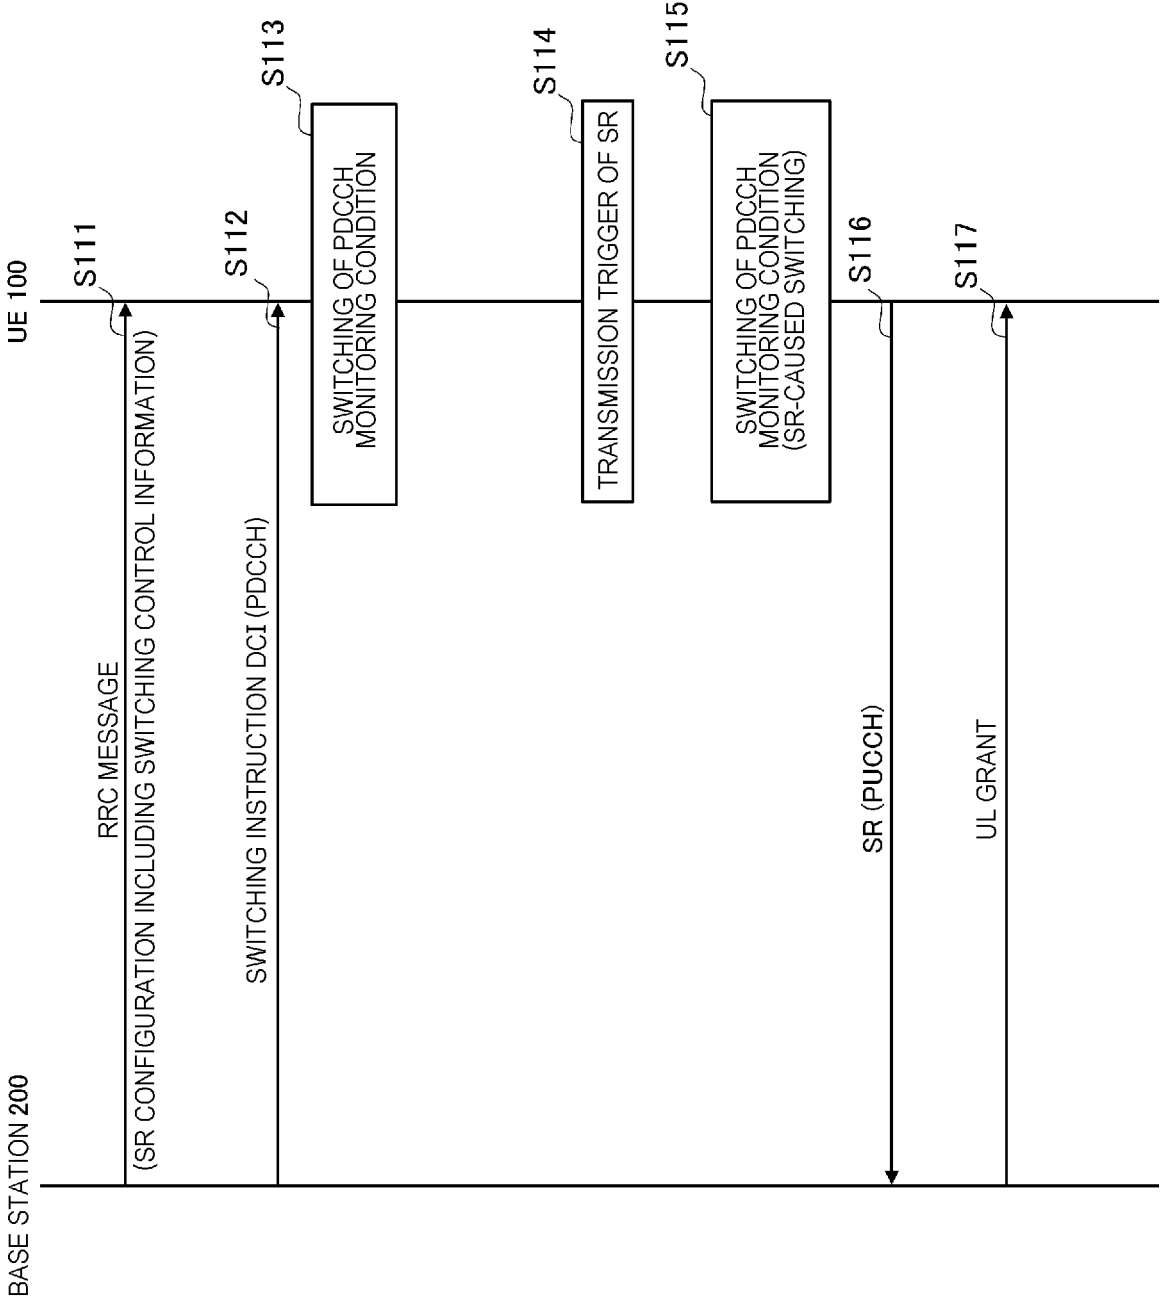 BASE STATION 200
UE 100
S111
RRC MESSAGE
(SR CONFIGURATION INCLUDING SWITCHING CONTROL INFORMATION)
S112
SWITCHING INSTRUCTION DCI (PDCCH)
S113
SWITCHING OF PDCCH
MONITORING CONDITION
S114
TRANSMISSION TRIGGER OF SR
S115
SWITCHING OF PDCCH
MONITORING CONDITION
(SR-CAUSED SWITCHING)
S116
SR (PUCCH)
S117
UL GRANT